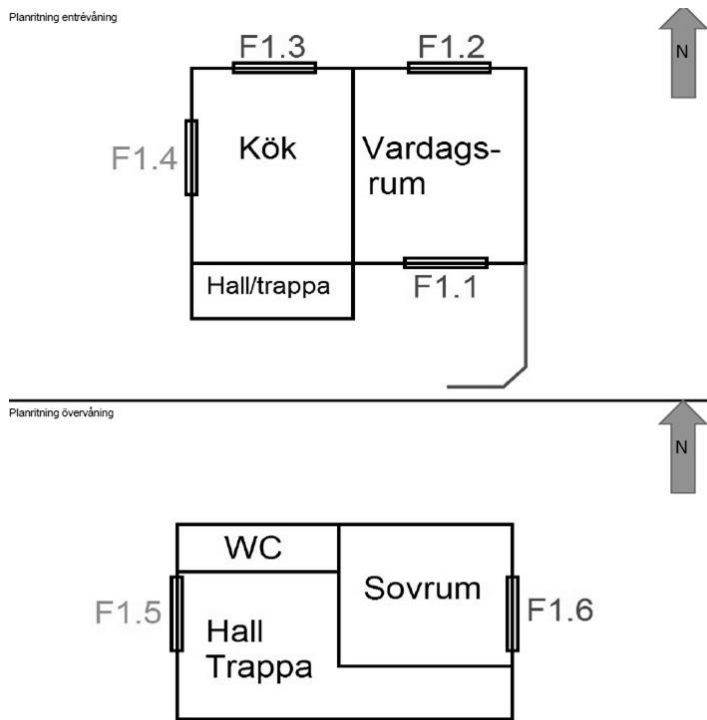 Planritning entrévåning
N
F1.3
F1.2
F1.4
Kök
Vardags-
rum
Hall/trappa
F1.1
Planritning övervåning
N
WC
Sovrum
F1.5
F1.6
Hall
Trappa